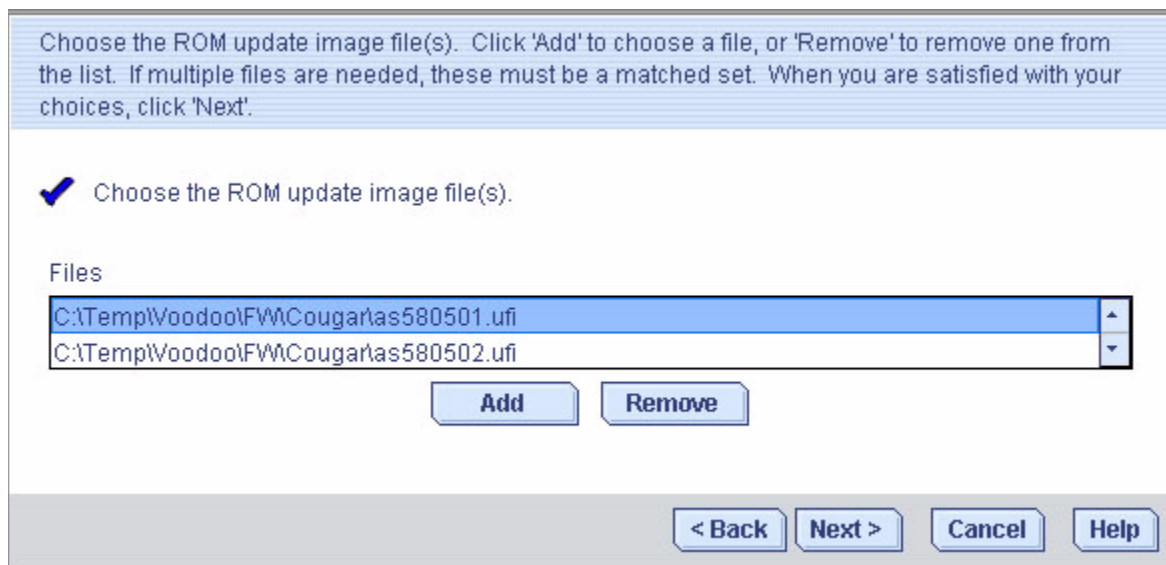 Choose the ROM update image file(s).  Click 'Add' to choose a file, or 'Remove' to remove one from
the list.  If multiple files are needed, these must be a matched set.  When you are satisfied with your
choices, click 'Next'.
Choose the ROM update image file(s).
Files
C:\Temp\Voodoo\FW\Cougar\as580501.ufi
C:\Temp\Voodoo\FW\Cougar\as580502.ufi
Add Remove
< Back Next > Cancel Help